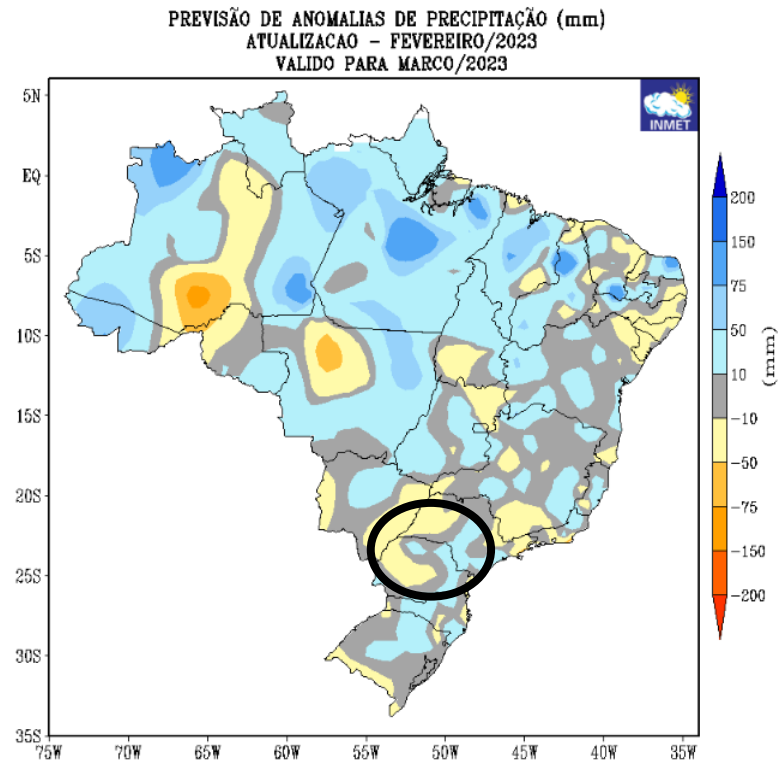 PREVISÃO DE ANOMALIAS DE PRECIPITAÇÃO (mm)
ATUALIZACAO - FEVEREIRO/2023
VALIDO PARA MARCO/2023
INMET
5N
EQ
5S
10S
15S
20S
25S
30S
35S
75W 70W 65W 60W 55W 50W 45W 40W 35W
200
150
75
50
10
-10
-50
-75
-150
-200
(mm)